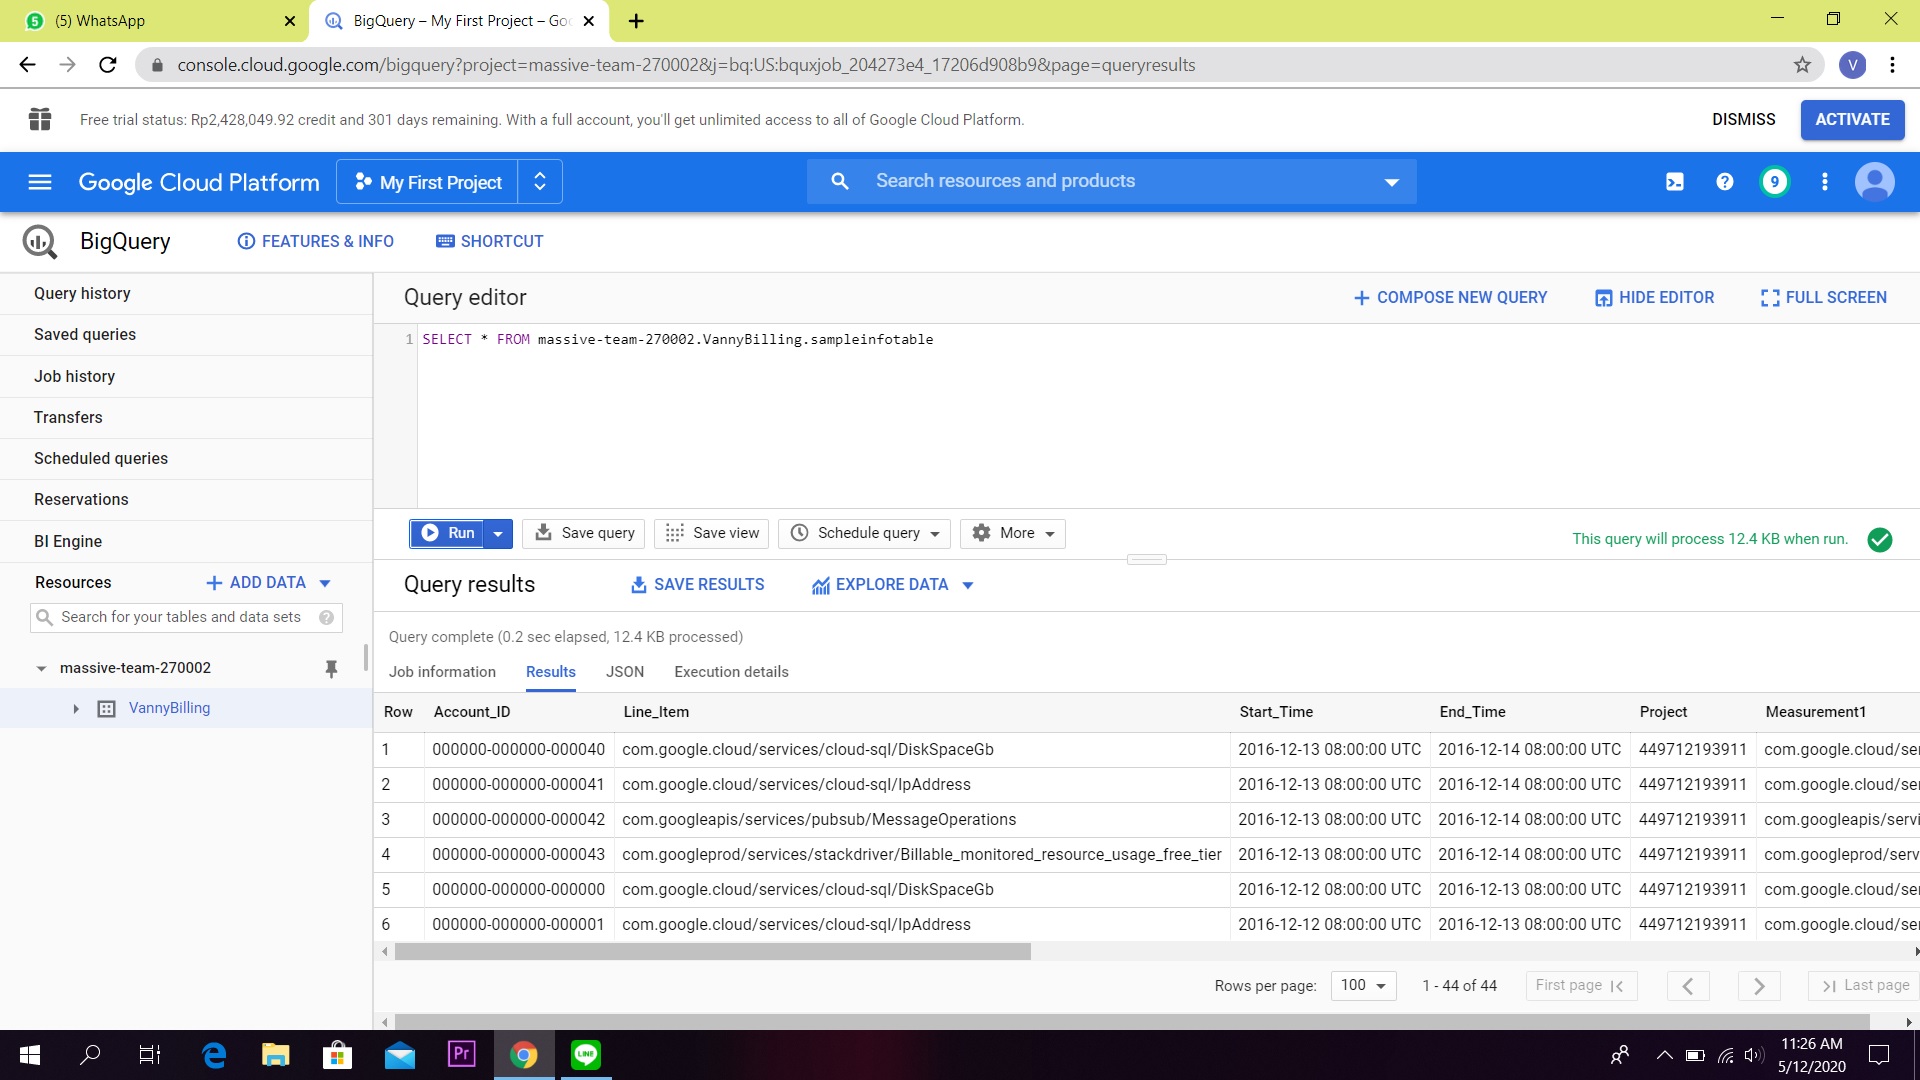 5 (5) WhatsApp
BigQuery – My First Project – Goo
console.cloud.google.com/bigquery?project=massive-team-270002&j=bq:US:bquxjob_204273e4_17206d908b9&page=queryresults
V
Free trial status: Rp2,428,049.92 credit and 301 days remaining. With a full account, you'll get unlimited access to all of Google Cloud Platform.
DISMISS
ACTIVATE
Google Cloud Platform
My First Project
Search resources and products
9
BigQuery
FEATURES & INFO
SHORTCUT
Query history
Saved queries
Job history
Transfers
Scheduled queries
Reservations
BI Engine
Resources
ADD DATA
Search for your tables and data sets
massive-team-270002
VannyBilling
Query editor
COMPOSE NEW QUERY
HIDE EDITOR
FULL SCREEN
1 SELECT * FROM massive-team-270002.VannyBilling.sampleinfotable
Run
Save query
Save view
Schedule query
More
This query will process 12.4 KB when run.
Query results
SAVE RESULTS
EXPLORE DATA
Query complete (0.2 sec elapsed, 12.4 KB processed)
Job information Results JSON Execution details
Row Account_ID Line_Item Start_Time End_Time Project Measurement1
1 000000-000000-000040 com.google.cloud/services/cloud-sql/DiskSpaceGb 2016-12-13 08:00:00 UTC 2016-12-14 08:00:00 UTC 449712193911 com.google.cloud/se
2 000000-000000-000041 com.google.cloud/services/cloud-sql/IpAddress 2016-12-13 08:00:00 UTC 2016-12-14 08:00:00 UTC 449712193911 com.google.cloud/se
3 000000-000000-000042 com.googleapis/services/pubsub/MessageOperations 2016-12-13 08:00:00 UTC 2016-12-14 08:00:00 UTC 449712193911 com.googleapis/servi
4 000000-000000-000043 com.googleprod/services/stackdriver/Billable_monitored_resource_usage_free_tier 2016-12-13 08:00:00 UTC 2016-12-14 08:00:00 UTC 449712193911 com.googleprod/serv
5 000000-000000-000000 com.google.cloud/services/cloud-sql/DiskSpaceGb 2016-12-12 08:00:00 UTC 2016-12-13 08:00:00 UTC 449712193911 com.google.cloud/se
6 000000-000000-000001 com.google.cloud/services/cloud-sql/IpAddress 2016-12-12 08:00:00 UTC 2016-12-13 08:00:00 UTC 449712193911 com.google.cloud/se
Rows per page: 100 1 - 44 of 44 First page Last page
Pr
LINE
11:26 AM
5/12/2020